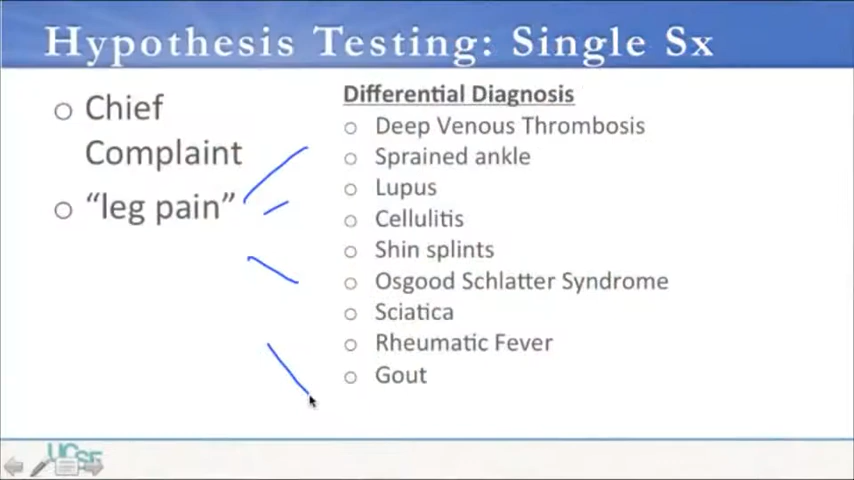 Hypothesis Testing: Single Sx
Chief
Complaint
“leg pain”
Differential Diagnosis
Deep Venous Thrombosis
Sprained ankle
Lupus
Cellulitis
Shin splints
Osgood Schlatter Syndrome
Sciatica
Rheumatic Fever
Gout
UCSF